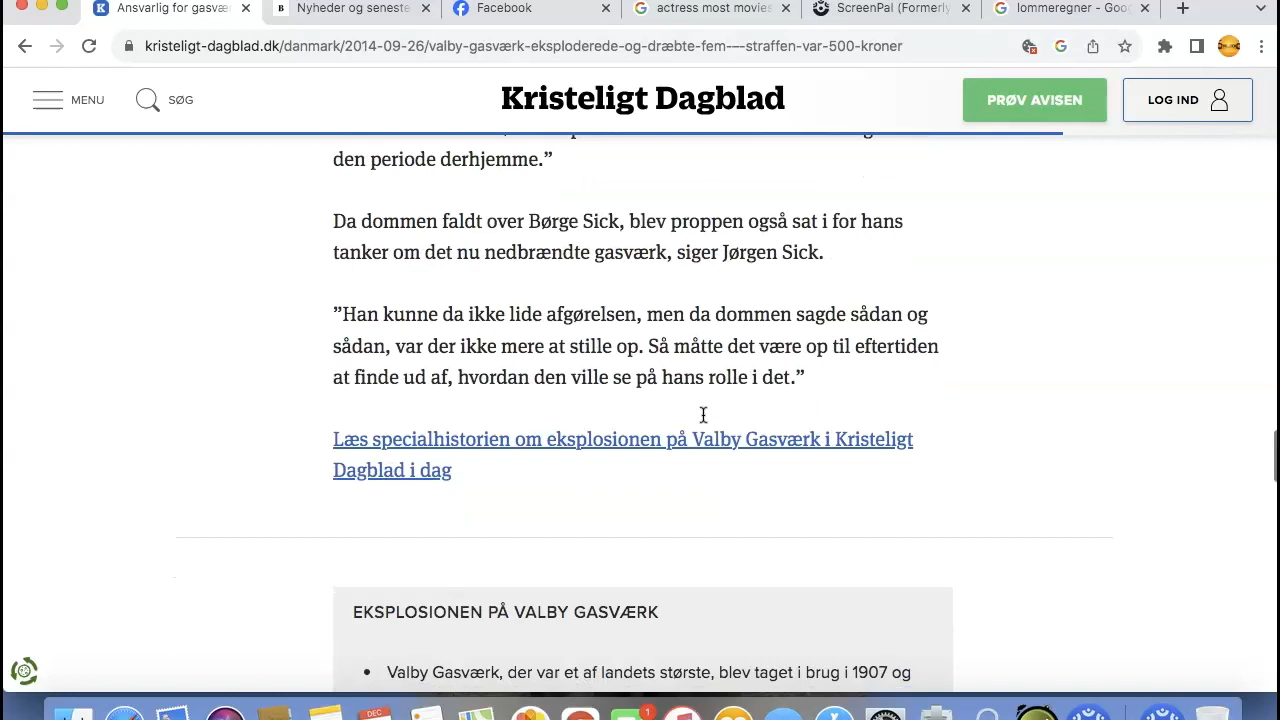 Ansvarlig for gasvær
Nyheder og seneste
Facebook
actress most movies
ScreenPal (Formerly
lommeregner - Goo
kristeligt-dagblad.dk/danmark/2014-09-26/valby-gasværk-eksploderede-og-dræbte-fem---straffen-var-500-kroner
MENU
SØG
Kristeligt Dagblad
PRØV AVISEN
LOG IND
den periode derhjemme.”
Da dommen faldt over Børge Sick, blev proppen også sat i for hans
tanker om det nu nedbrændte gasværk, siger Jørgen Sick.
”Han kunne da ikke lide afgørelsen, men da dommen sagde sådan og
sådan, var der ikke mere at stille op. Så måtte det være op til eftertiden
at finde ud af, hvordan den ville se på hans rolle i det.”
Læs specialhistorien om eksplosionen på Valby Gasværk i Kristeligt
Dagblad i dag
EKSPLOSIONEN PÅ VALBY GASVÆRK
• Valby Gasværk, der var et af landets største, blev taget i brug i 1907 og
DEC
1